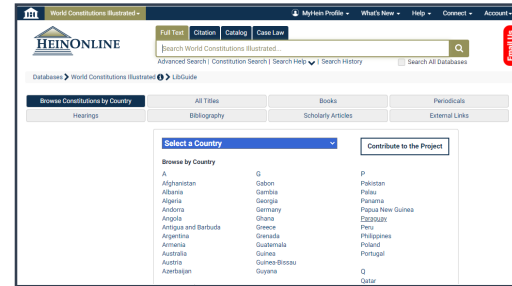 World Constitutions Illustrated
MyHein Profile What's New Help Connect Account
HEINONLINE
Full Text Citation Catalog Case Law
Search World Constitutions Illustrated...
Advanced Search | Constitution Search | Search Help | Search History Search All Databases
Email Us
Databases > World Constitutions Illustrated > LibGuide
Browse Constitutions by Country All Titles Books Periodicals
Hearings Bibliography Scholarly Articles External Links
Select a Country Contribute to the Project
Browse by Country
A G P
Afghanistan Gabon Pakistan
Albania Gambia Palau
Algeria Georgia Panama
Andorra Germany Papua New Guinea
Angola Ghana Paraguay
Antigua and Barbuda Greece Peru
Argentina Grenada Philippines
Armenia Guatemala Poland
Australia Guinea Portugal
Austria Guinea-Bissau
Azerbaijan Guyana Q
Qatar